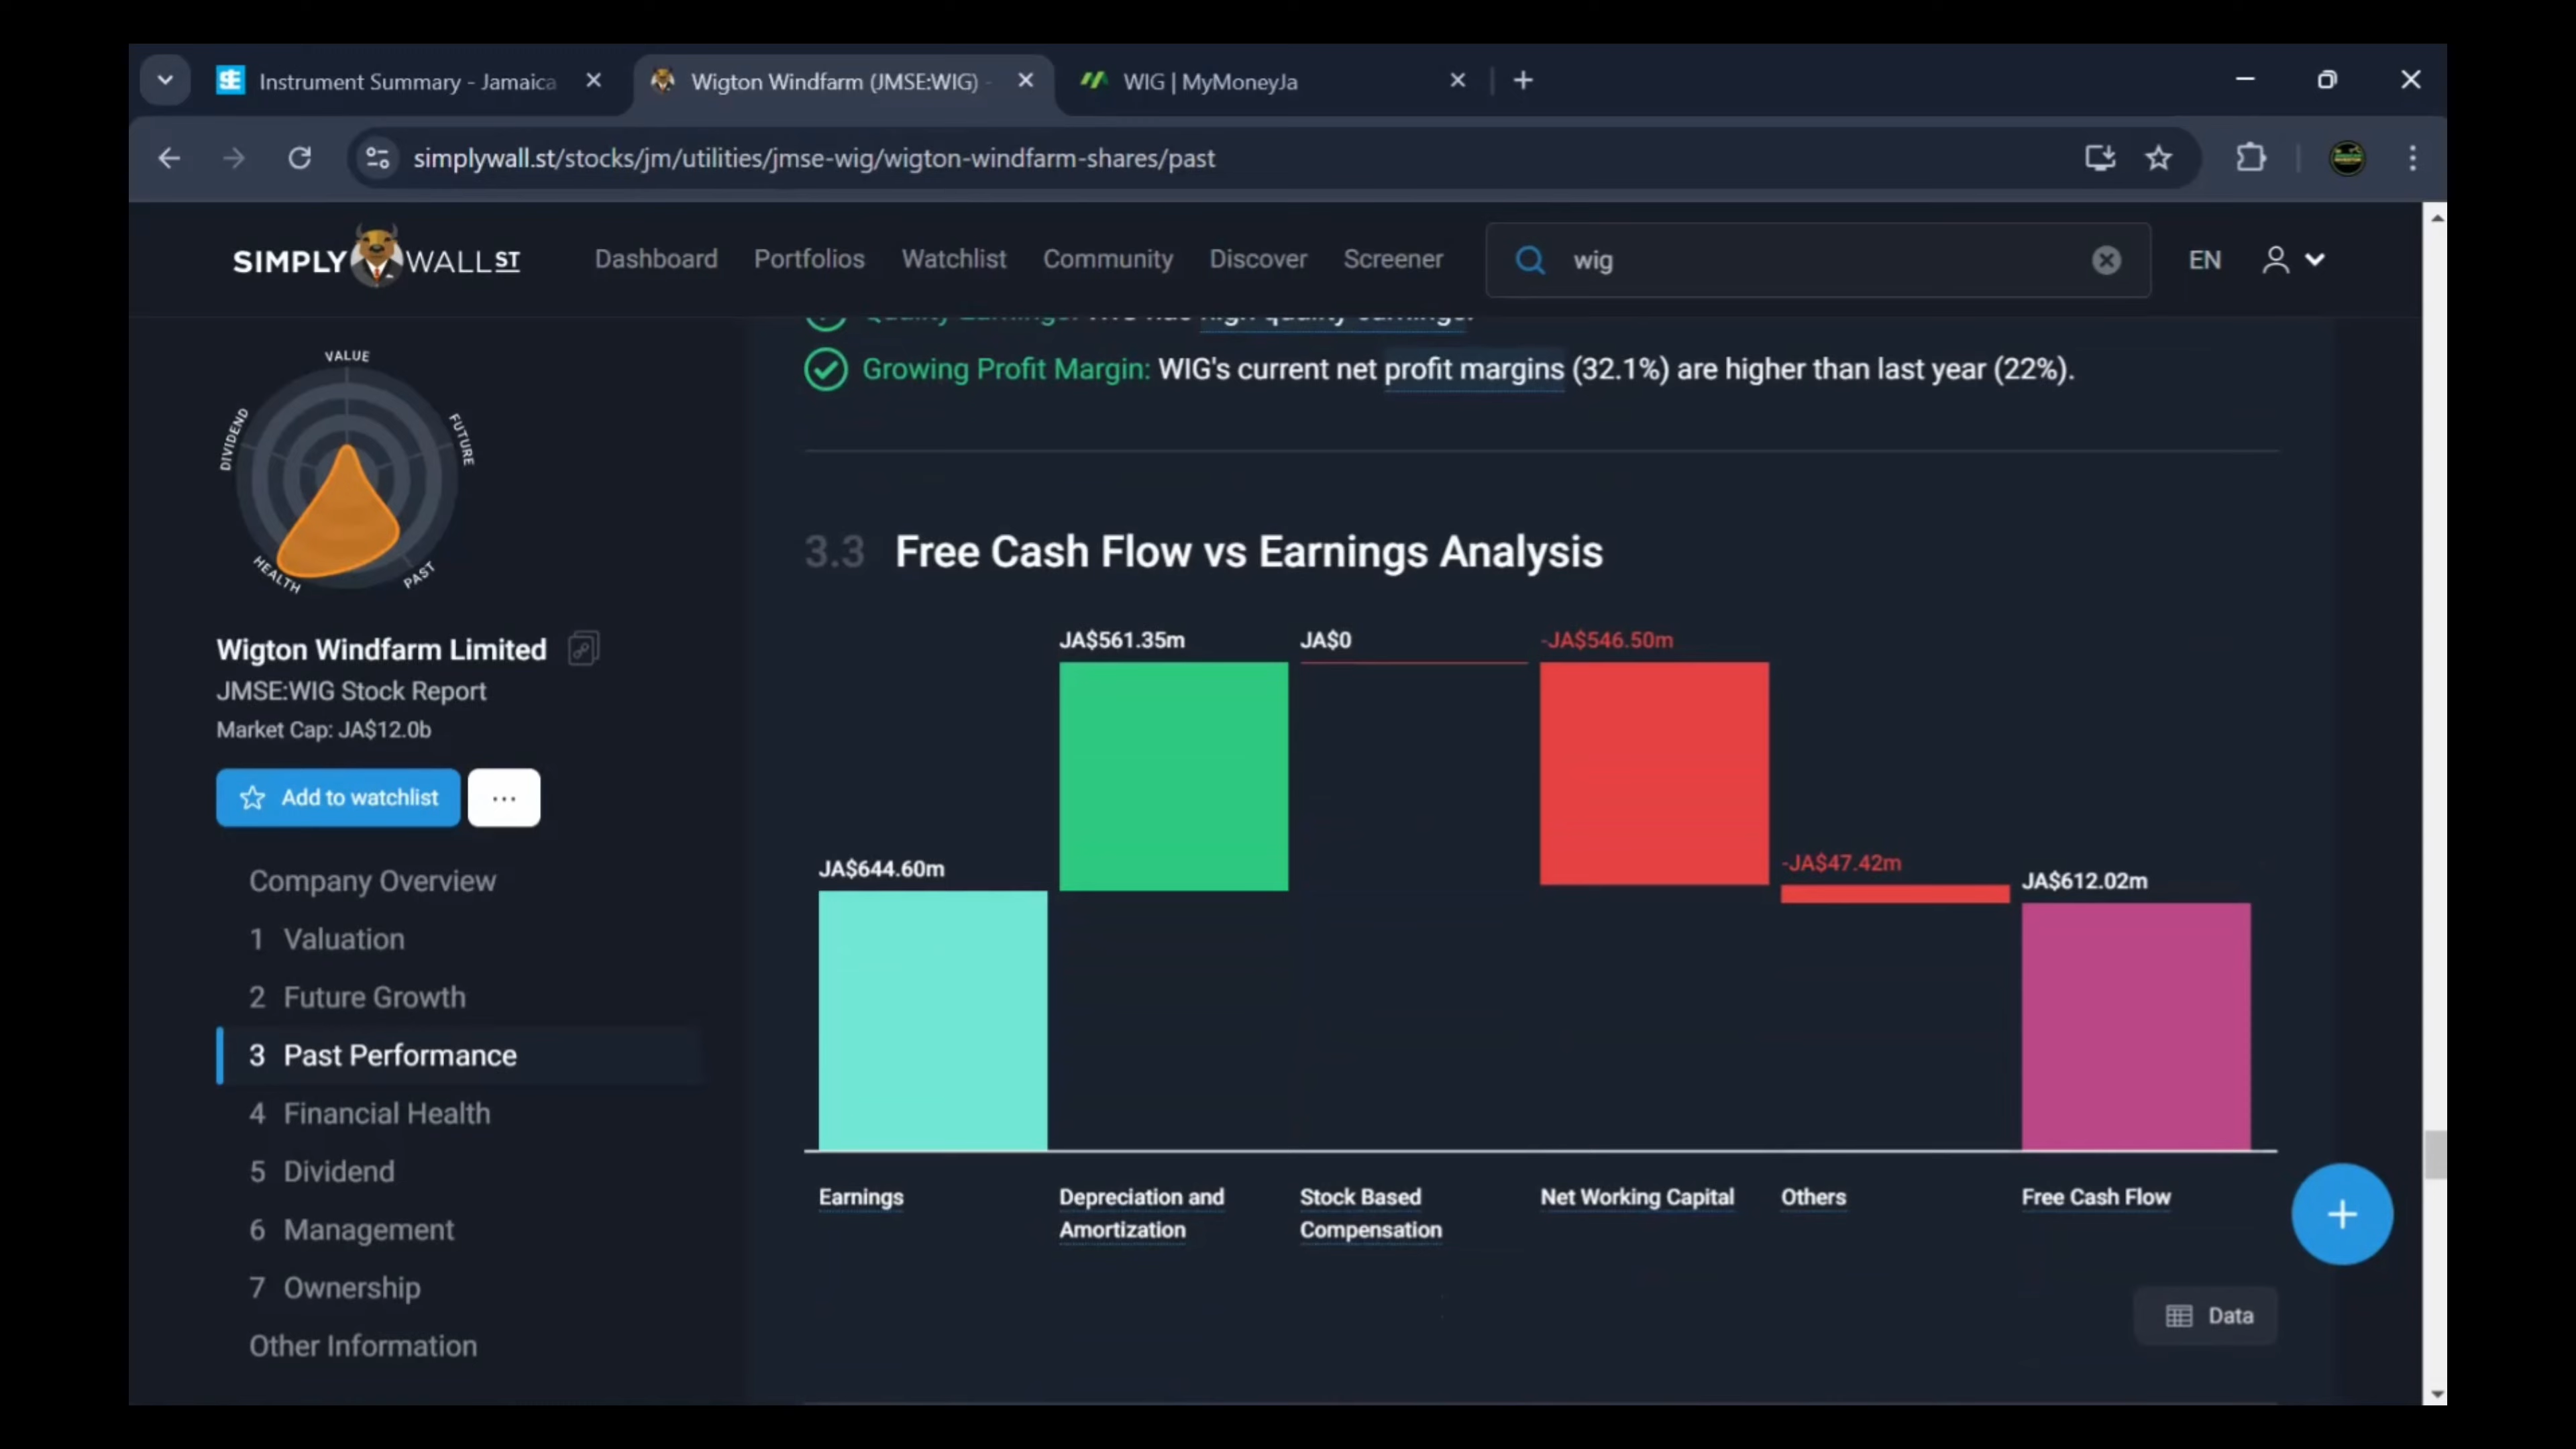 Instrument Summary - Jamaica
Wigton Windfarm (JMSE:WIG) -
WIG | MyMoneyJa
simplywall.st/stocks/jm/utilities/jmse-wig/wigton-windfarm-shares/past
SIMPLY WALL ST
Dashboard
Portfolios
Watchlist
Community
Discover
Screener
wig
EN
VALUE
FUTURE
PAST
HEALTH
DIVIDEND
Wigton Windfarm Limited
JMSE:WIG Stock Report
Market Cap: JA$12.0b
Add to watchlist
...
Company Overview
1 Valuation
2 Future Growth
3 Past Performance
4 Financial Health
5 Dividend
6 Management
7 Ownership
Other Information
Growing Profit Margin: WIG's current net profit margins (32.1%) are higher than last year (22%).
3.3 Free Cash Flow vs Earnings Analysis
JA$644.60m
JA$561.35m
JA$0
-JA$546.50m
-JA$47.42m
JA$612.02m
Earnings
Depreciation and
Amortization
Stock Based
Compensation
Net Working Capital
Others
Free Cash Flow
Data